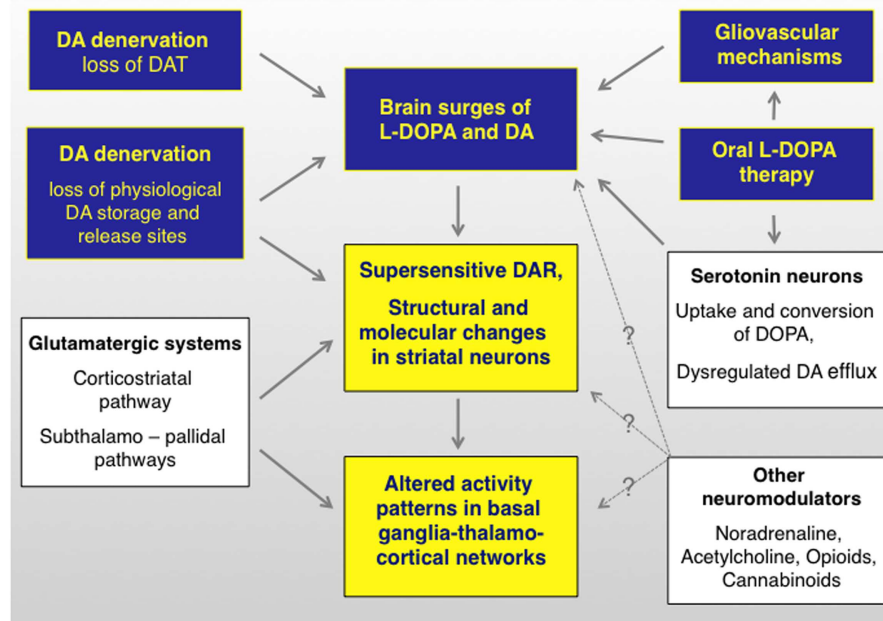 DA denervation
loss of DAT
DA denervation
loss of physiological
DA storage and
release sites
Glutamatergic systems
Corticostriatal
pathway
Subthalamo – pallidal
pathways
Brain surges of
L-DOPA and DA
Supersensitive DAR,
Structural and
molecular changes
in striatal neurons
Altered activity
patterns in basal
ganglia-thalamo-
cortical networks
Gliovascular
mechanisms
Oral L-DOPA
therapy
Serotonin neurons
Uptake and conversion
of DOPA,
Dysregulated DA efflux
?
?
?
Other
neuromodulators
Noradrenaline,
Acetylcholine, Opioids,
Cannabinoids